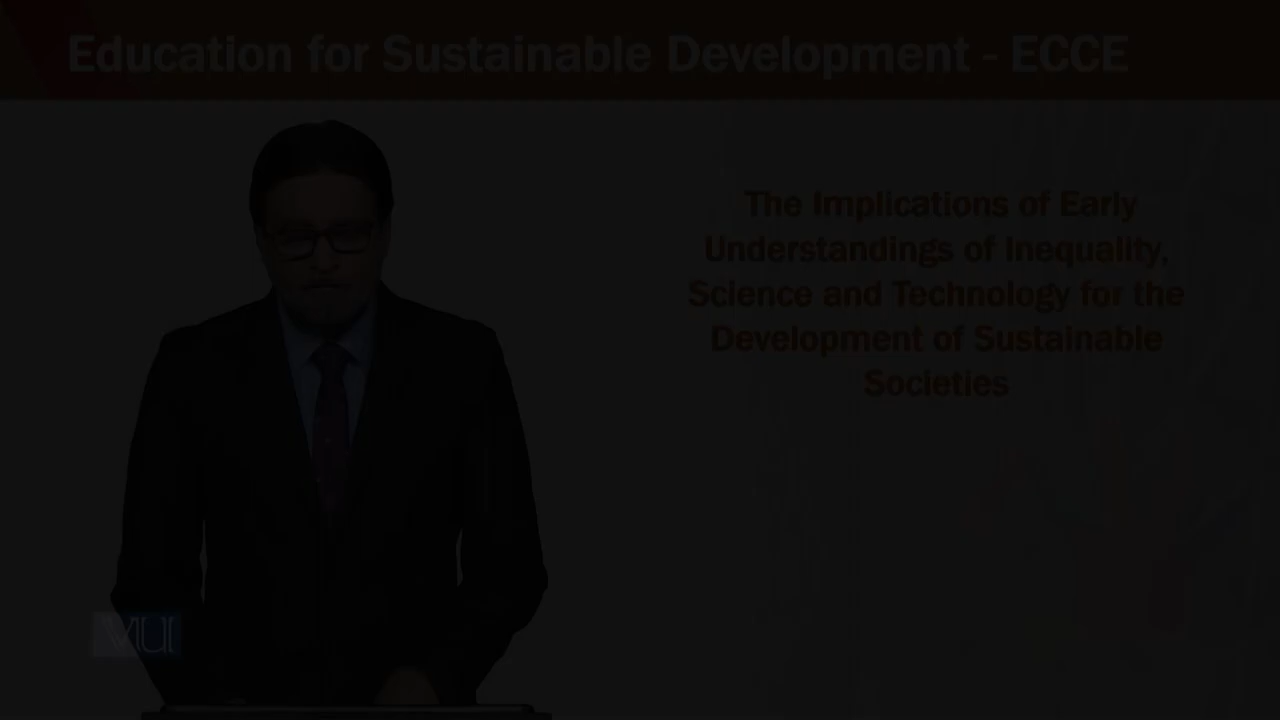 Education for Sustainable Development - ECCE
The Implications of Early
Understandings of Inequality,
Science and Technology for the
Development of Sustainable
Societies
VU